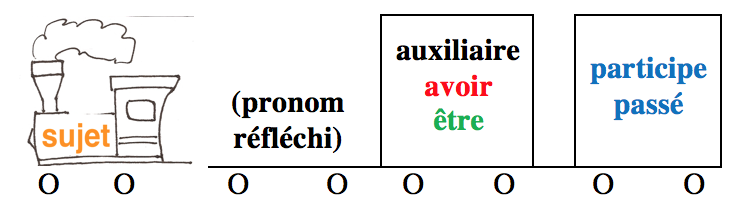 sujet
(pronom
réfléchi)
auxiliaire
avoir
être
participe
passé
O O O O O O O O